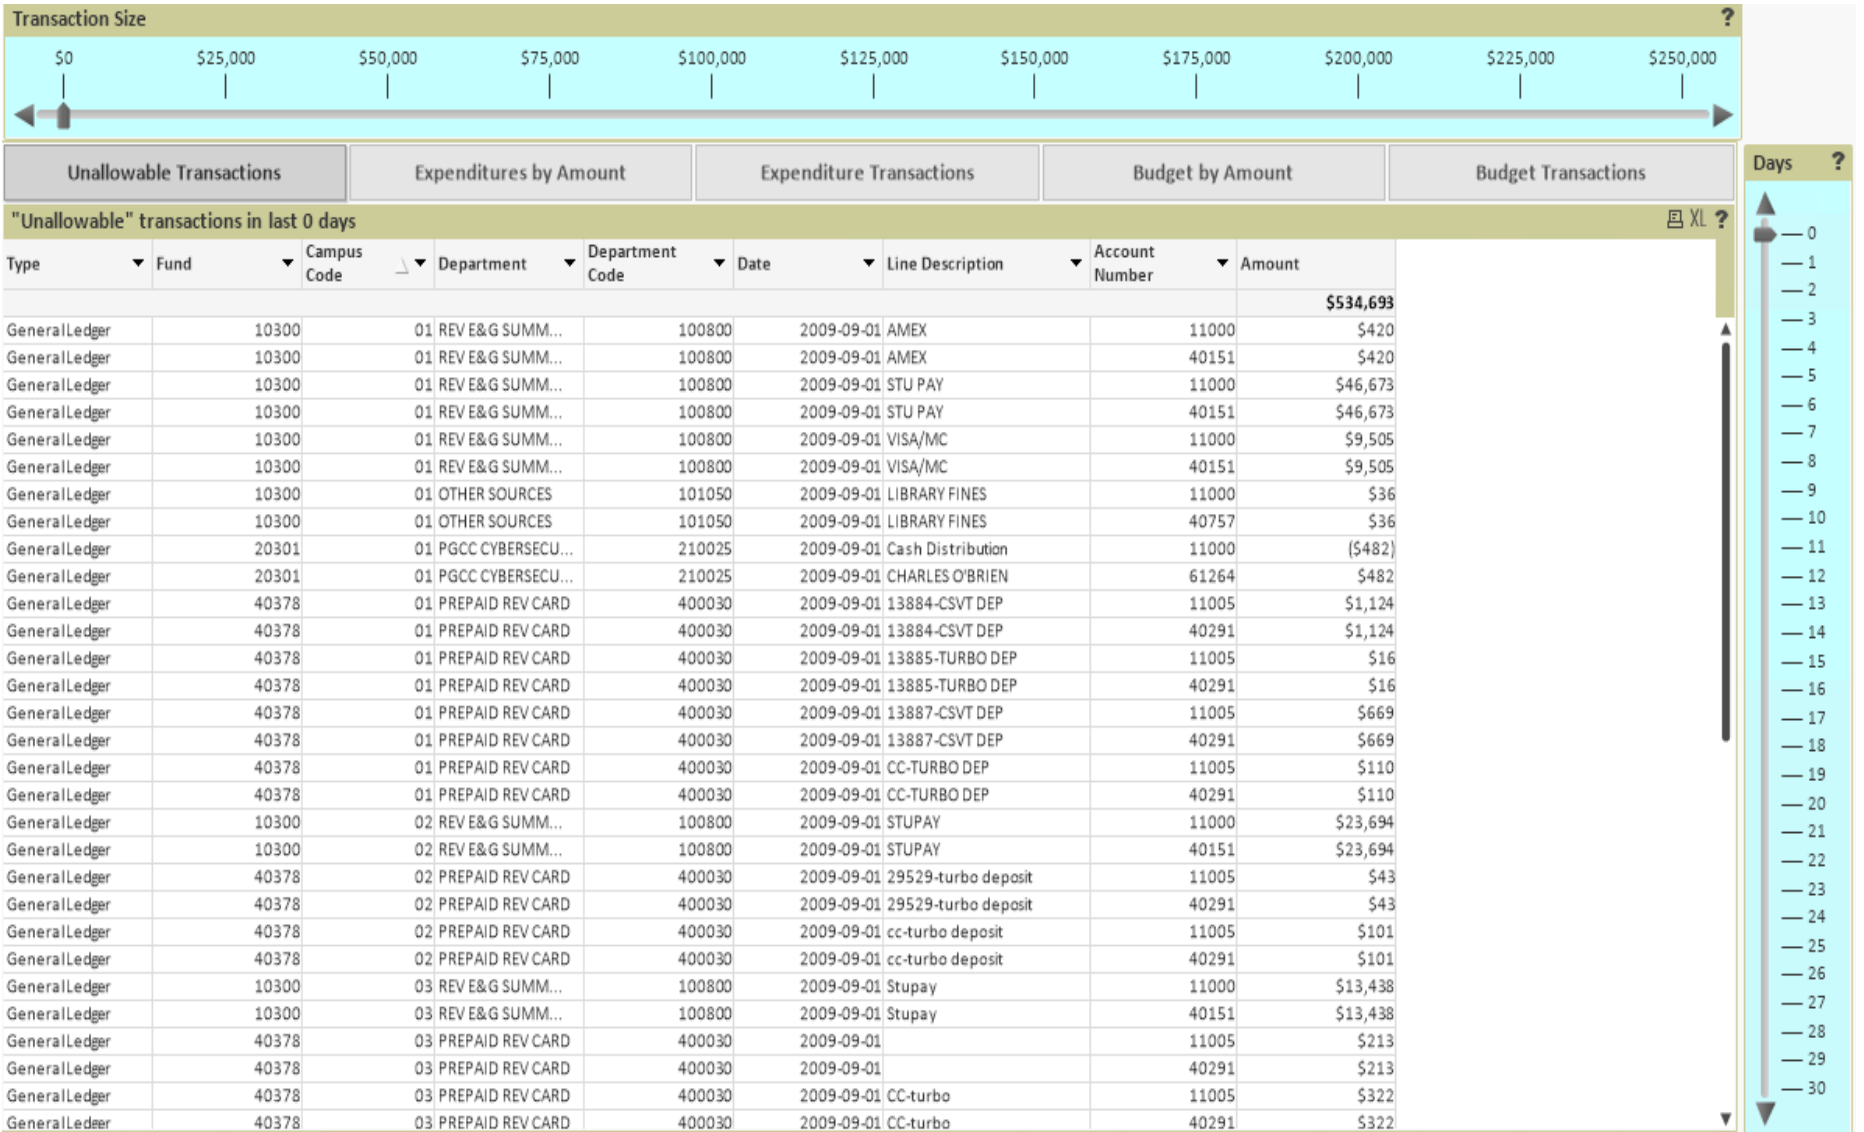 Transaction Size ?
$0 $25,000 $50,000 $75,000 $100,000 $125,000 $150,000 $175,000 $200,000 $225,000 $250,000
Unallowable Transactions Expenditures by Amount Expenditure Transactions Budget by Amount Budget Transactions
"Unallowable" transactions in last 0 days XL ?
Type Fund Campus Code Department Department Code Date Line Description Account Number Amount
$534,693
GeneralLedger 10300 01 REV E&G SUMM... 100800 2009-09-01 AMEX 11000 $420
GeneralLedger 10300 01 REV E&G SUMM... 100800 2009-09-01 AMEX 40151 $420
GeneralLedger 10300 01 REV E&G SUMM... 100800 2009-09-01 STU PAY 11000 $46,673
GeneralLedger 10300 01 REV E&G SUMM... 100800 2009-09-01 STU PAY 40151 $46,673
GeneralLedger 10300 01 REV E&G SUMM... 100800 2009-09-01 VISA/MC 11000 $9,505
GeneralLedger 10300 01 REV E&G SUMM... 100800 2009-09-01 VISA/MC 40151 $9,505
GeneralLedger 10300 01 OTHER SOURCES 101050 2009-09-01 LIBRARY FINES 11000 $36
GeneralLedger 10300 01 OTHER SOURCES 101050 2009-09-01 LIBRARY FINES 40757 $36
GeneralLedger 20301 01 PGCC CYBERSECU... 210025 2009-09-01 Cash Distribution 11000 ($482)
GeneralLedger 20301 01 PGCC CYBERSECU... 210025 2009-09-01 CHARLES O'BRIEN 61264 $482
GeneralLedger 40378 01 PREPAID REV CARD 400030 2009-09-01 13884-CSVT DEP 11005 $1,124
GeneralLedger 40378 01 PREPAID REV CARD 400030 2009-09-01 13884-CSVT DEP 40291 $1,124
GeneralLedger 40378 01 PREPAID REV CARD 400030 2009-09-01 13885-TURBO DEP 11005 $16
GeneralLedger 40378 01 PREPAID REV CARD 400030 2009-09-01 13885-TURBO DEP 40291 $16
GeneralLedger 40378 01 PREPAID REV CARD 400030 2009-09-01 13887-CSVT DEP 11005 $669
GeneralLedger 40378 01 PREPAID REV CARD 400030 2009-09-01 13887-CSVT DEP 40291 $669
GeneralLedger 40378 01 PREPAID REV CARD 400030 2009-09-01 CC-TURBO DEP 11005 $110
GeneralLedger 40378 01 PREPAID REV CARD 400030 2009-09-01 CC-TURBO DEP 40291 $110
GeneralLedger 10300 02 REV E&G SUMM... 100800 2009-09-01 STUPAY 11000 $23,694
GeneralLedger 10300 02 REV E&G SUMM... 100800 2009-09-01 STUPAY 40151 $23,694
GeneralLedger 40378 02 PREPAID REV CARD 400030 2009-09-01 29529-turbo deposit 11005 $43
GeneralLedger 40378 02 PREPAID REV CARD 400030 2009-09-01 29529-turbo deposit 40291 $43
GeneralLedger 40378 02 PREPAID REV CARD 400030 2009-09-01 cc-turbo deposit 11005 $101
GeneralLedger 40378 02 PREPAID REV CARD 400030 2009-09-01 cc-turbo deposit 40291 $101
GeneralLedger 10300 03 REV E&G SUMM... 100800 2009-09-01 Stupay 11000 $13,438
GeneralLedger 10300 03 REV E&G SUMM... 100800 2009-09-01 Stupay 40151 $13,438
GeneralLedger 40378 03 PREPAID REV CARD 400030 2009-09-01 11005 $213
GeneralLedger 40378 03 PREPAID REV CARD 400030 2009-09-01 40291 $213
GeneralLedger 40378 03 PREPAID REV CARD 400030 2009-09-01 CC-turbo 11005 $322
GeneralLedger 40378 03 PREPAID REV CARD 400030 2009-09-01 CC-turbo 40291 $322
Days ?
0
1
2
3
4
5
6
7
8
9
10
11
12
13
14
15
16
17
18
19
20
21
22
23
24
25
26
27
28
29
30